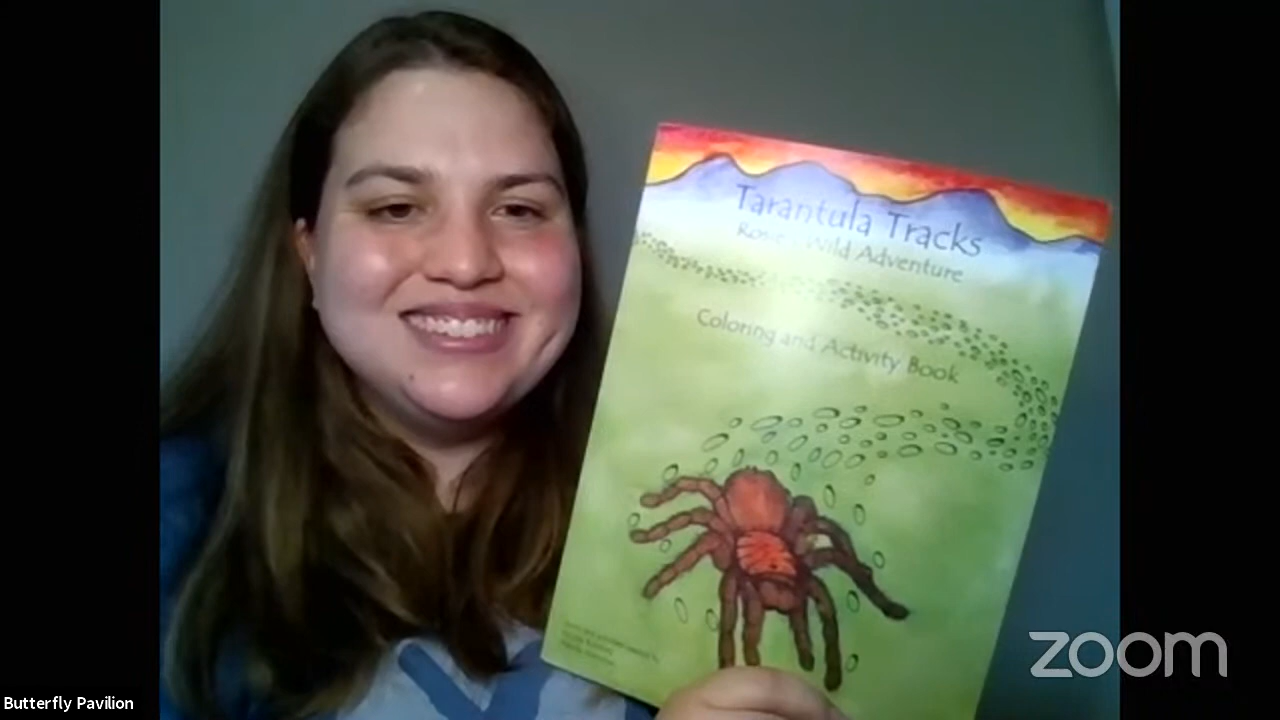 Tarantula Tracks
Wild Adventure
Coloring and Activity Book
zoom
Butterfly Pavilion